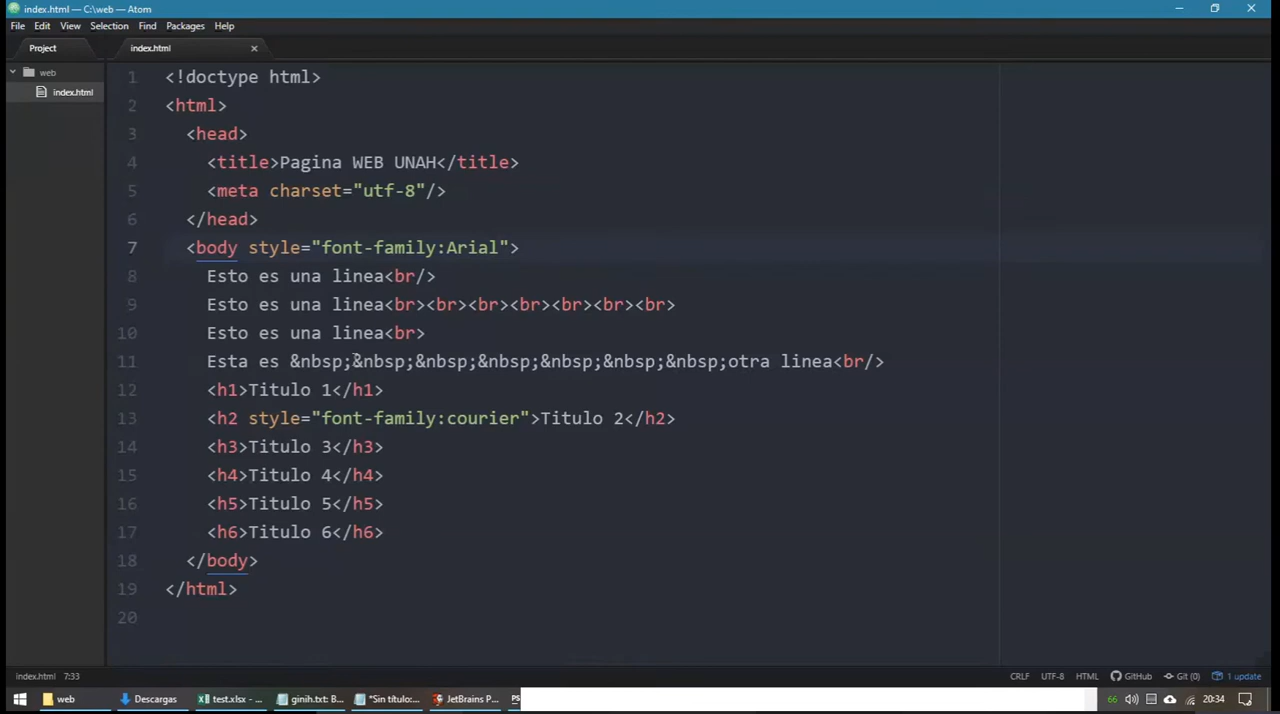 index.html — C:\web — Atom
File Edit View Selection Find Packages Help
Project index.html
web
index.html
1 <!doctype html>
2 <html>
3 <head>
4 <title>Pagina WEB UNAH</title>
5 <meta charset="utf-8"/>
6 </head>
7 <body style="font-family:Arial">
8 Esto es una linea<br/>
9 Esto es una linea<br><br><br><br><br><br><br>
10 Esto es una linea<br>
11 Esta es &nbsp;&nbsp;&nbsp;&nbsp;&nbsp;&nbsp;&nbsp;otra linea<br/>
12 <h1>Titulo 1</h1>
13 <h2 style="font-family:courier">Titulo 2</h2>
14 <h3>Titulo 3</h3>
15 <h4>Titulo 4</h4>
16 <h5>Titulo 5</h5>
17 <h6>Titulo 6</h6>
18 </body>
19 </html>
20
index.html 7:33 CRLF UTF-8 HTML GitHub Git (0) 1 update
web Descargas test.xlsx - ... ginih.txt: B... *Sin título:... JetBrains P... PS 66 20:34